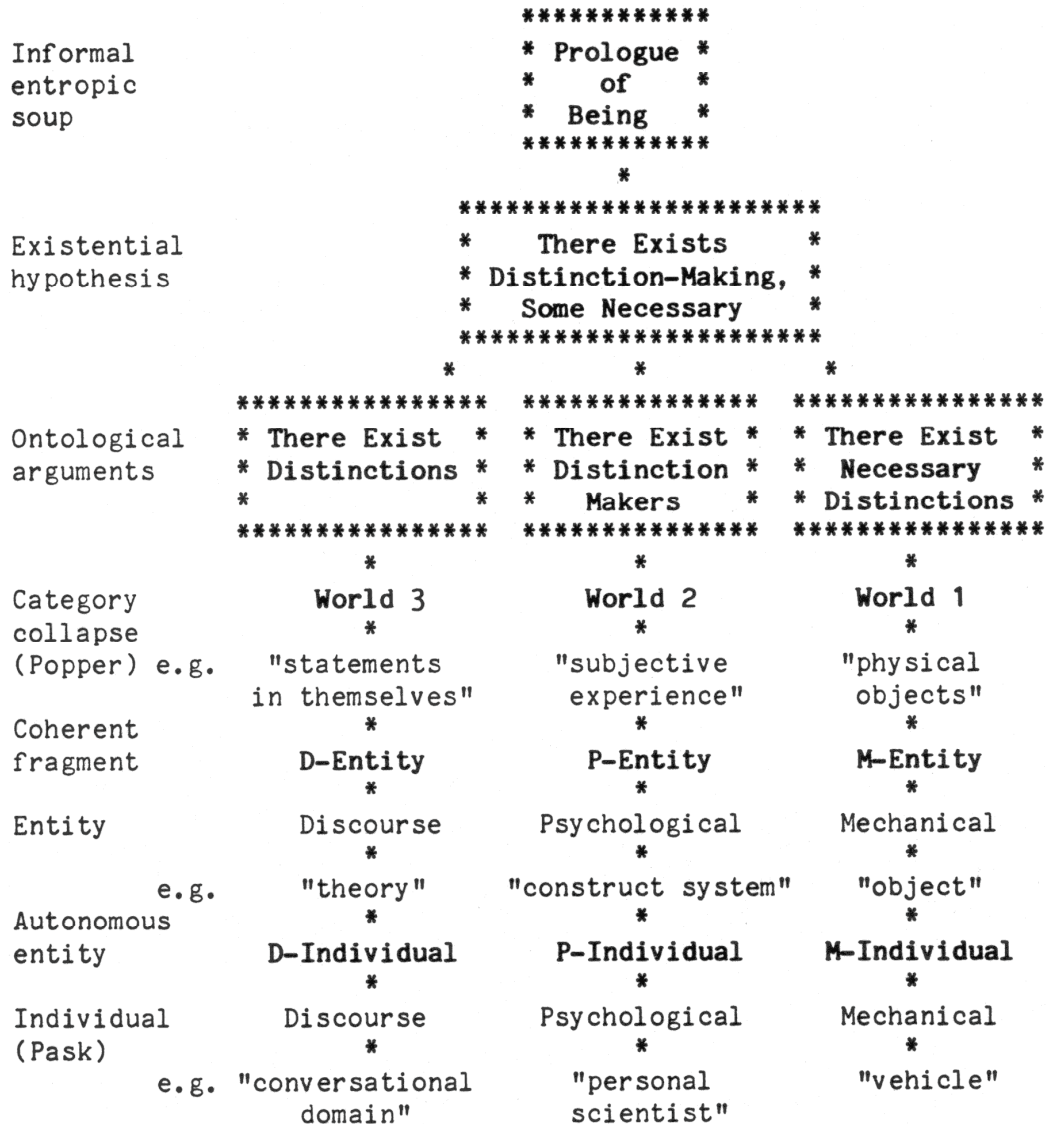 ************
Informal * Prologue *
entropic * of *
soup * Being *
************
*
***********************
Existential * There Exists *
hypothesis * Distinction-Making, *
* Some Necessary *
***********************
* * *
**************** *************** ****************
Ontological * There Exist * * There Exist * * There Exist *
arguments * Distinctions * * Distinction * * Necessary *
* * * Makers * * Distinctions *
**************** *************** ****************
* * *
Category World 3 World 2 World 1
collapse * * *
(Popper) e.g. "statements "subjective "physical
in themselves" experience" objects"
Coherent * * *
fragment D-Entity P-Entity M-Entity
* * *
Entity Discourse Psychological Mechanical
* * *
e.g. "theory" "construct system" "object"
Autonomous * * *
entity D-Individual P-Individual M-Individual
* * *
Individual Discourse Psychological Mechanical
(Pask) * * *
e.g. "conversational "personal "vehicle"
domain" scientist"